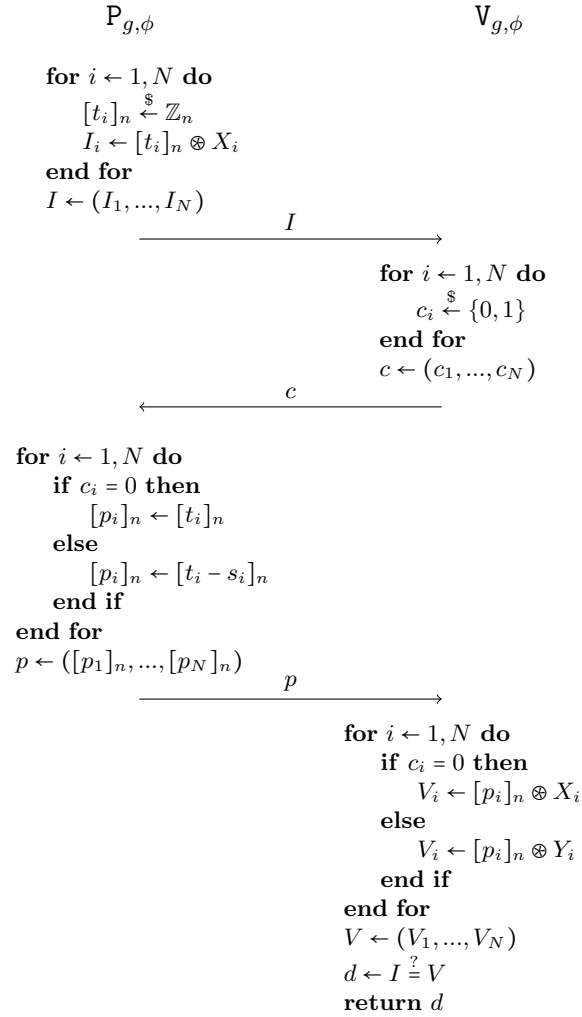 P_{g,ϕ} V_{g,ϕ}
for i ← 1, N do
[t_i]_n ←^$ ℤ_n
I_i ← [t_i]_n ⊛ X_i
end for
I ← (I_1, ..., I_N)
I
for i ← 1, N do
c_i ←^$ {0, 1}
end for
c ← (c_1, ..., c_N)
c
for i ← 1, N do
if c_i = 0 then
[p_i]_n ← [t_i]_n
else
[p_i]_n ← [t_i − s_i]_n
end if
end for
p ← ([p_1]_n, ..., [p_N]_n)
p
for i ← 1, N do
if c_i = 0 then
V_i ← [p_i]_n ⊛ X_i
else
V_i ← [p_i]_n ⊛ Y_i
end if
end for
V ← (V_1, ..., V_N)
d ← I ≟ V
return d